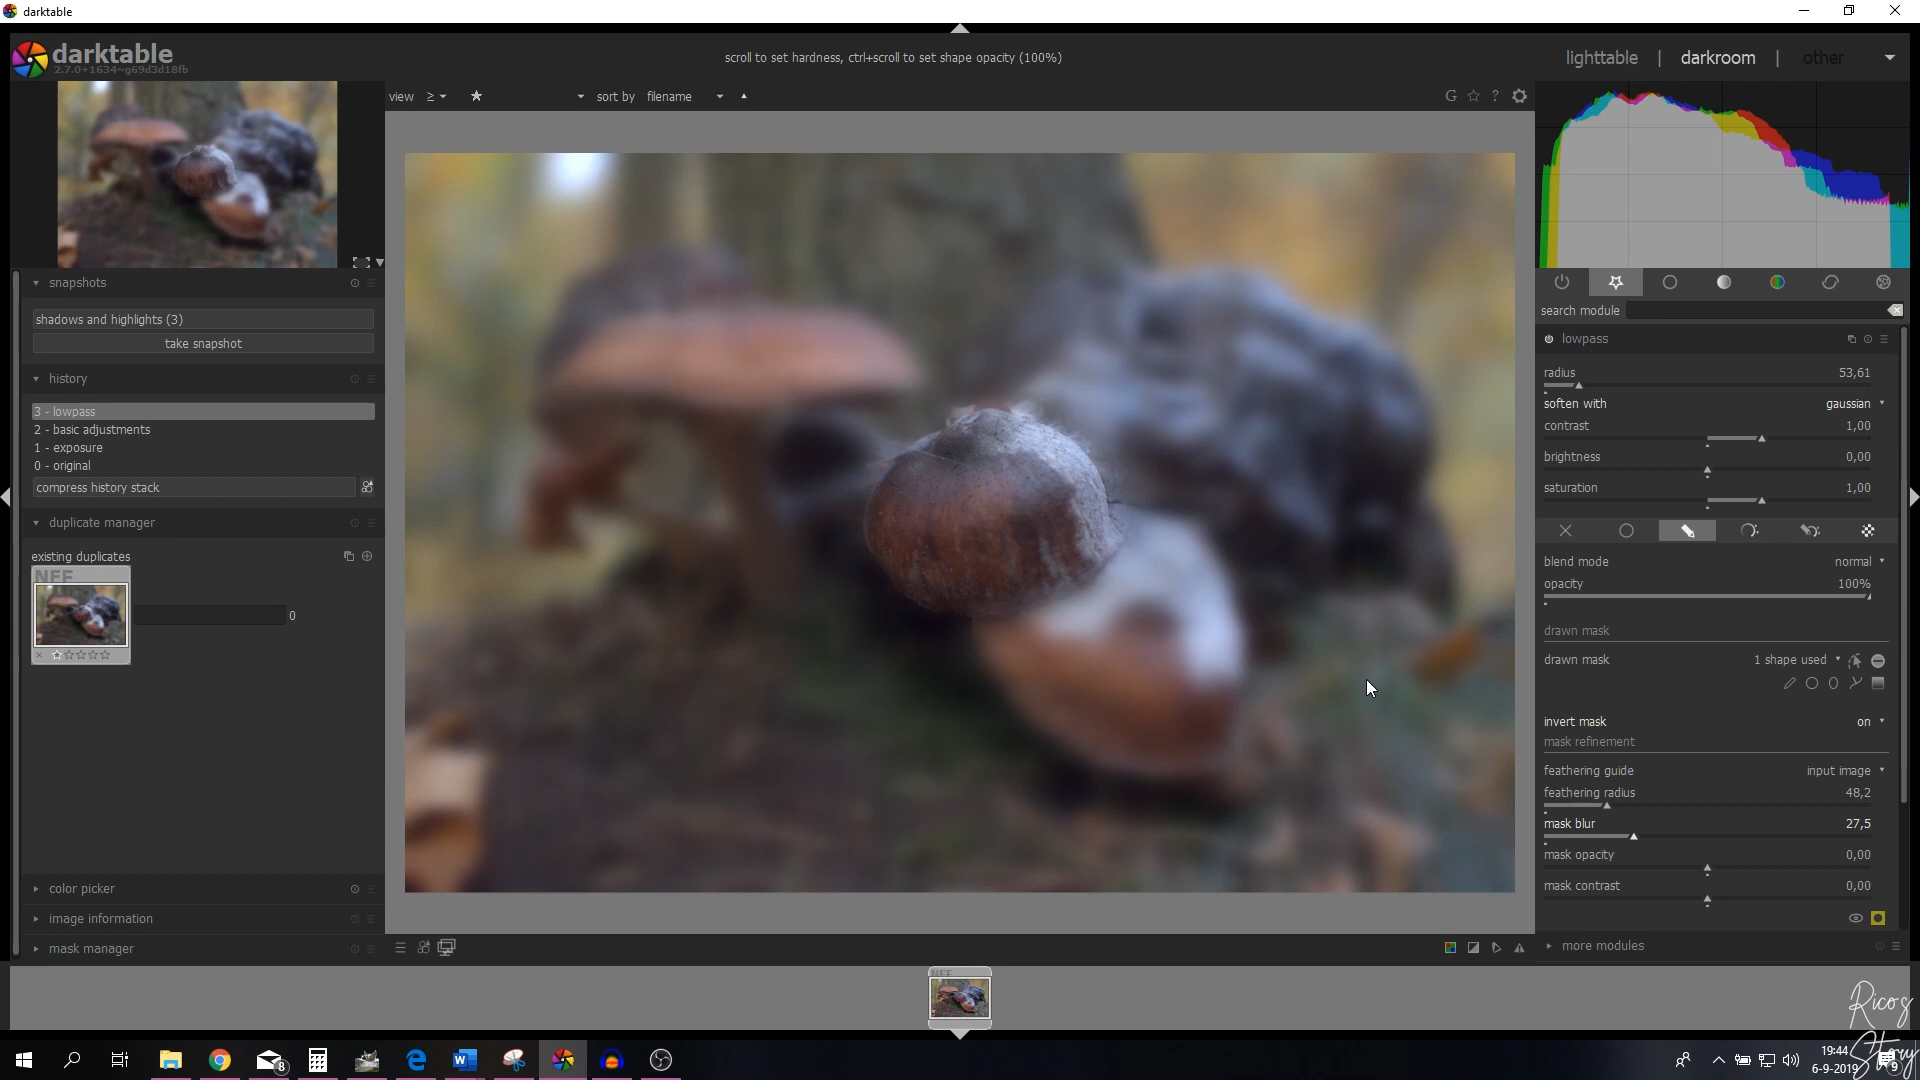 darktable
darktable
2.7.0+1634~g69d3d18fb
scroll to set hardness, ctrl+scroll to set shape opacity (100%)
lighttable | darkroom | other
view ≥ sort by filename
G ☆ ?
snapshots
shadows and highlights (3)
take snapshot
history
3 - lowpass
2 - basic adjustments
1 - exposure
0 - original
compress history stack
duplicate manager
existing duplicates
NEF
0
color picker
image information
mask manager
search module
lowpass
radius 53,61
soften with gaussian
contrast 1,00
brightness 0,00
saturation 1,00
blend mode normal
opacity 100%
drawn mask
drawn mask 1 shape used
invert mask on
mask refinement
feathering guide input image
feathering radius 48,2
mask blur 27,5
mask opacity 0,00
mask contrast 0,00
more modules
NEF
Rico's
Story
8
19:44
6-9-2019
9